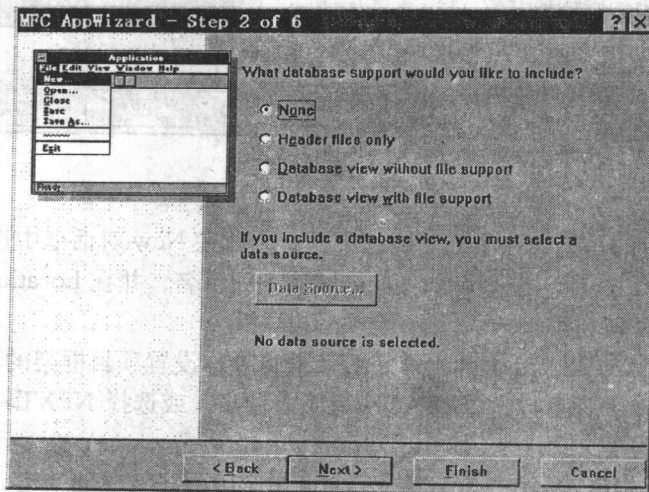 MFC AppWizard - Step 2 of 6
Application
File Edit View Window Help
New...
Open...
Close
Save
Save As...
Exit
Ready
What database support would you like to include?
None
Header files only
Database view without file support
Database view with file support
If you include a database view, you must select a
data source.
Data Source...
No data source is selected.
< Back
Next >
Finish
Cancel